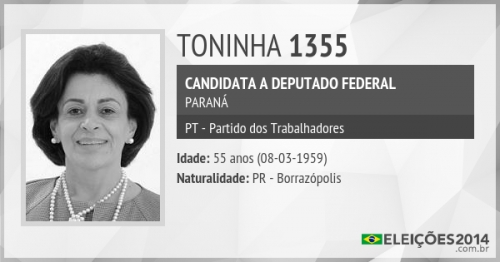 TONINHA 1355
CANDIDATA A DEPUTADO FEDERAL
PARANÁ
PT - Partido dos Trabalhadores
Idade: 55 anos (08-03-1959)
Naturalidade: PR - Borrazópolis
ELEIÇÕES2014
.com.br